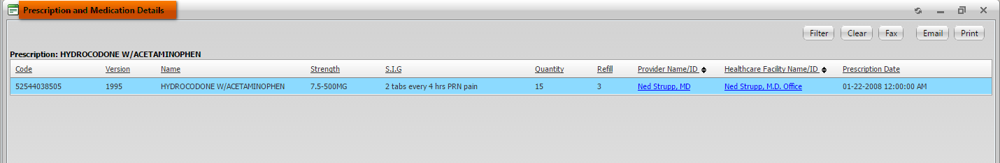 Prescription and Medication Details
Filter Clear Fax Email Print
Prescription: HYDROCODONE W/ACETAMINOPHEN
Code Version Name Strength S.I.G Quantity Refill Provider Name/ID Healthcare Facility Name/ID Prescription Date
52544038505 1995 HYDROCODONE W/ACETAMINOPHEN 7.5-500MG 2 tabs every 4 hrs PRN pain 15 3 Ned Strupp, MD Ned Strupp, M.D. Office 01-22-2008 12:00:00 AM